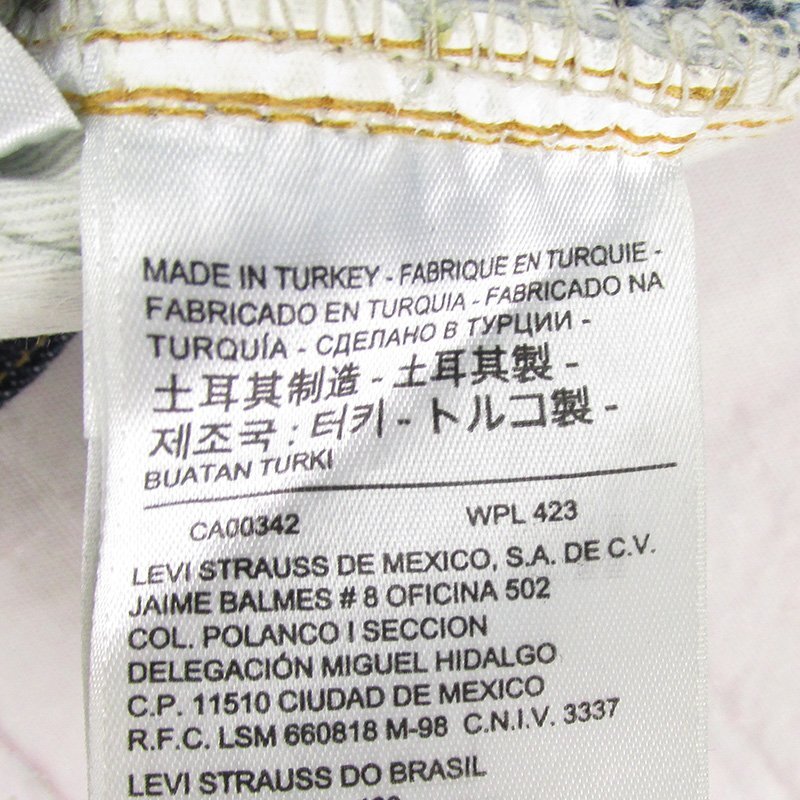 MADE IN TURKEY - FABRIQUE EN TURQUIE -
FABRICADO EN TURQUIA - FABRICADO NA
TURQUÍA - СДЕЛАНО В ТУРЦИИ -
土耳其制造 - 土耳其製 -
제조국 : 터키 - トルコ製 -
BUATAN TURKI
CA00342 WPL 423
LEVI STRAUSS DE MEXICO, S.A. DE C.V.
JAIME BALMES # 8 OFICINA 502
COL. POLANCO I SECCION
DELEGACIÓN MIGUEL HIDALGO
C.P. 11510 CIUDAD DE MEXICO
R.F.C. LSM 660818 M-98 C.N.I.V. 3337
LEVI STRAUSS DO BRASIL